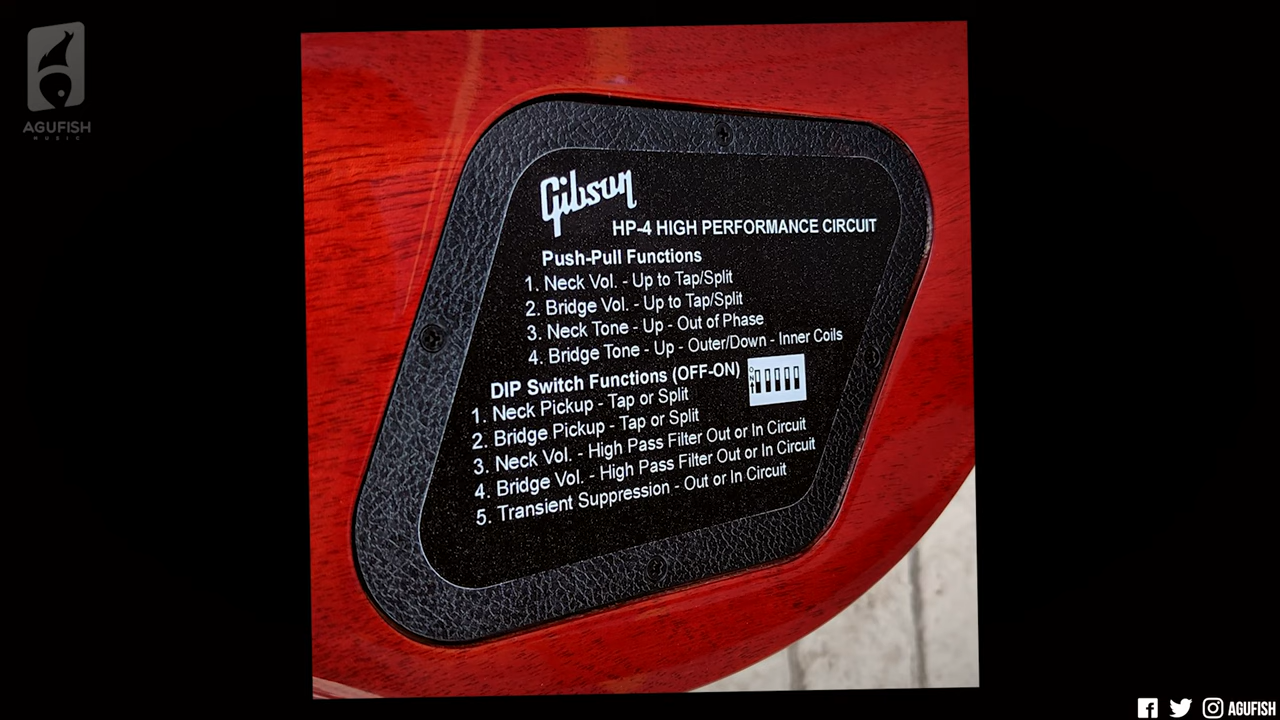 AGUFISH
MUSIC
Gibson
HP-4 HIGH PERFORMANCE CIRCUIT
Push-Pull Functions
1. Neck Vol. - Up to Tap/Split
2. Bridge Vol. - Up to Tap/Split
3. Neck Tone - Up - Out of Phase
4. Bridge Tone - Up - Outer/Down - Inner Coils
DIP Switch Functions (OFF-ON)
ON
1. Neck Pickup - Tap or Split
2. Bridge Pickup - Tap or Split
3. Neck Vol. - High Pass Filter Out or In Circuit
4. Bridge Vol. - High Pass Filter Out or In Circuit
5. Transient Suppression - Out or In Circuit
AGUFISH